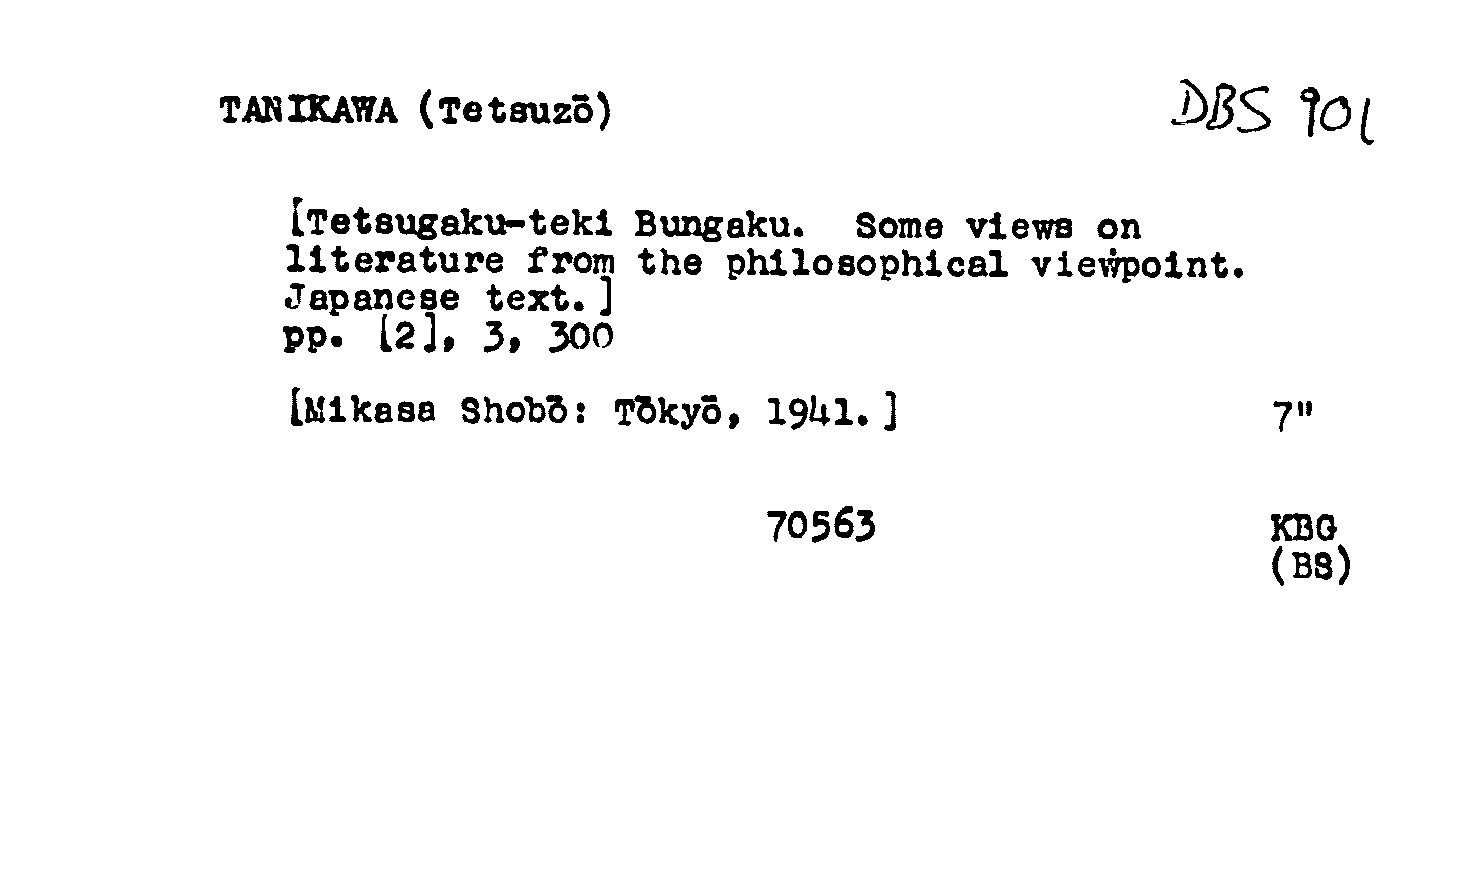 TANIKAWA (Tetsuzō) DBS 901
[Tetsugaku-teki Bungaku. Some views on
literature from the philosophical viewpoint.
Japanese text.]
pp. [2], 3, 300
[Mikasa Shobō: Tōkyō, 1941.] 7"
70563 KBG
(BS)